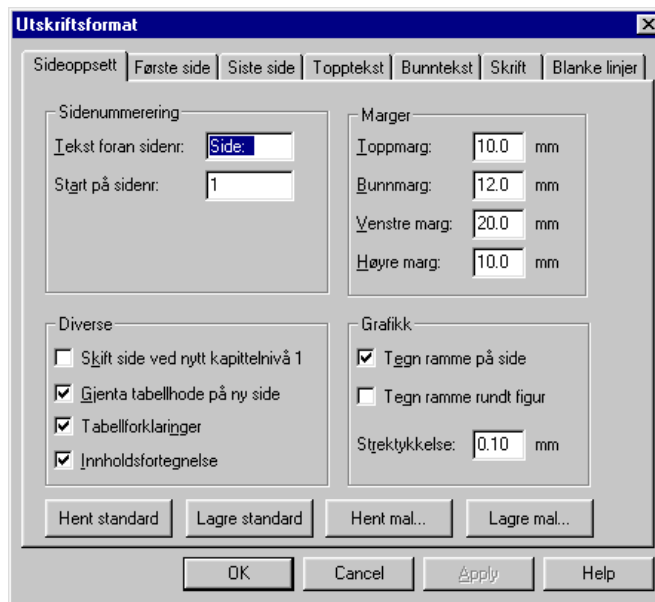 Utskriftsformat
Sideoppsett Første side Siste side Topptekst Bunntekst Skrift Blanke linjer
Sidenummerering
Tekst foran sidenr: Side:
Start på sidenr: 1
Marger
Toppmarg: 10.0 mm
Bunnmarg: 12.0 mm
Venstre marg: 20.0 mm
Høyre marg: 10.0 mm
Diverse
Skift side ved nytt kapittelnivå 1
Gjenta tabellhode på ny side
Tabellforklaringer
Innholdsfortegnelse
Grafikk
Tegn ramme på side
Tegn ramme rundt figur
Strektykkelse: 0.10 mm
Hent standard Lagre standard Hent mal... Lagre mal...
OK Cancel Apply Help